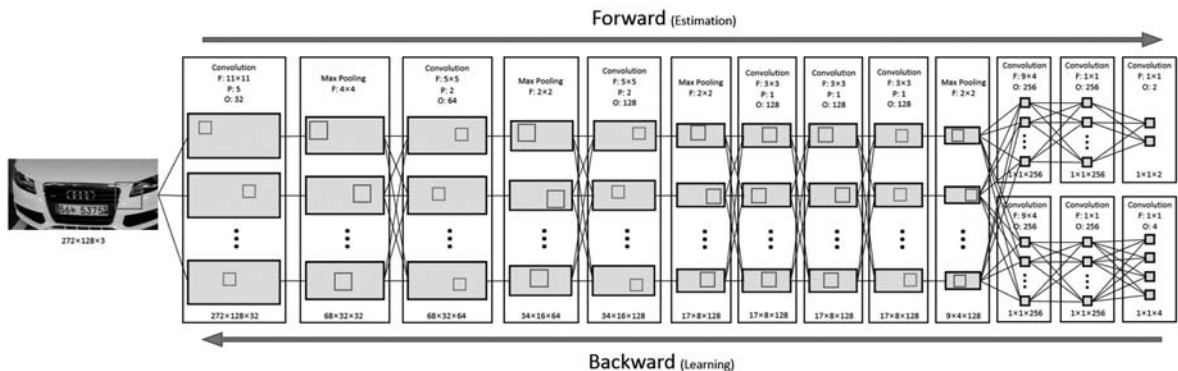 Forward (Estimation)
Convolution
F: 11×11
P: 5
O: 32
272×128×32
Max Pooling
F: 4×4
68×32×32
Convolution
F: 5×5
P: 2
O: 64
68×32×64
Max Pooling
F: 2×2
34×16×64
Convolution
F: 5×5
P: 2
O: 128
34×16×128
Max Pooling
F: 2×2
17×8×128
Convolution
F: 3×3
P: 1
O: 128
17×8×128
Convolution
F: 3×3
P: 1
O: 128
17×8×128
Convolution
F: 3×3
P: 1
O: 128
17×8×128
Max Pooling
F: 2×2
9×4×128
Convolution
F: 9×4
O: 256
1×1×256
Convolution
F: 1×1
O: 256
1×1×256
Convolution
F: 1×1
O: 2
1×1×2
Convolution
F: 9×4
O: 256
1×1×256
Convolution
F: 1×1
O: 256
1×1×256
Convolution
F: 1×1
O: 4
1×1×4
5375
272×128×3
Backward (Learning)